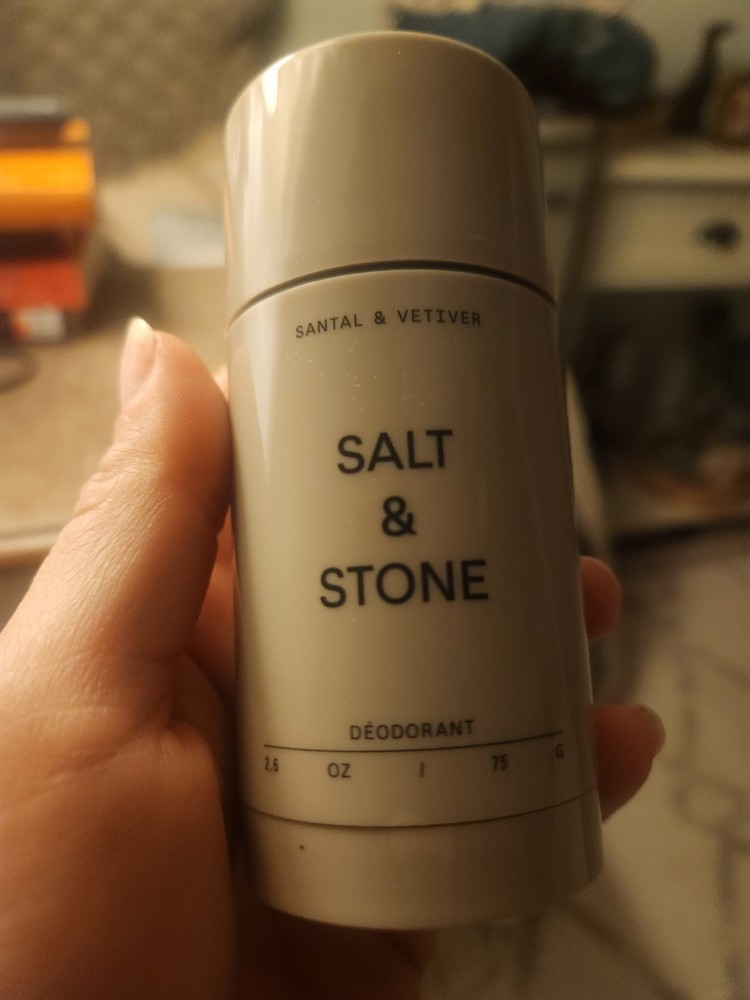 SANTAL & VETIVER
SALT
&
STONE
DÉODORANT
2.6 OZ / 75 G